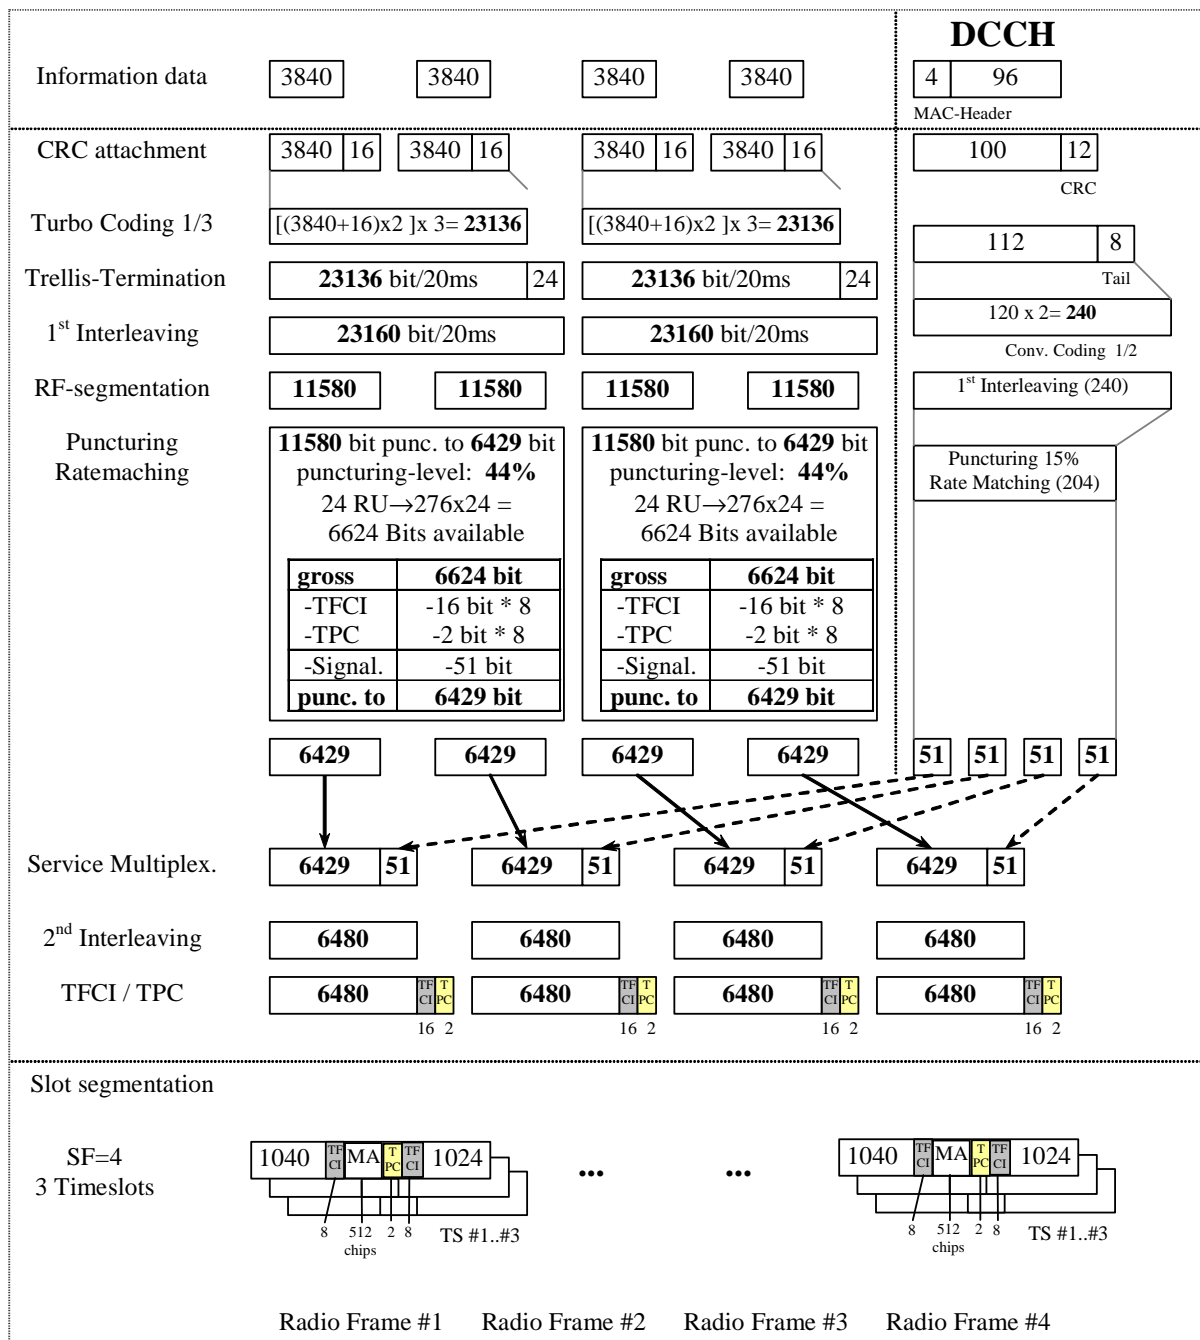 DCCH
Information data 3840 3840 3840 3840 4 96
MAC-Header
CRC attachment 3840 16 3840 16 3840 16 3840 16 100 12
CRC
Turbo Coding 1/3 [(3840+16)x2 ]x 3= 23136 [(3840+16)x2 ]x 3= 23136
112 8
Tail
Trellis-Termination 23136 bit/20ms 24 23136 bit/20ms 24
120 x 2= 240
1st Interleaving 23160 bit/20ms 23160 bit/20ms
Conv. Coding 1/2
RF-segmentation 11580 11580 11580 11580 1st Interleaving (240)
Puncturing
Ratemaching
11580 bit punc. to 6429 bit
puncturing-level: 44%
24 RU→276x24 =
6624 Bits available
gross 6624 bit
-TFCI -16 bit * 8
-TPC -2 bit * 8
-Signal. -51 bit
punc. to 6429 bit
11580 bit punc. to 6429 bit
puncturing-level: 44%
24 RU→276x24 =
6624 Bits available
gross 6624 bit
-TFCI -16 bit * 8
-TPC -2 bit * 8
-Signal. -51 bit
punc. to 6429 bit
Puncturing 15%
Rate Matching (204)
6429 6429 6429 6429 51 51 51 51
Service Multiplex. 6429 51 6429 51 6429 51 6429 51
2nd Interleaving 6480 6480 6480 6480
TFCI / TPC 6480 TF CI T PC 6480 TF CI T PC 6480 TF CI T PC 6480 TF CI T PC
16 2 16 2 16 2 16 2
Slot segmentation
SF=4
3 Timeslots
1040 TF CI MA T PC TF CI 1024 ... ... 1040 TF CI MA T PC TF CI 1024
8 512 2 8 TS #1..#3 8 512 2 8 TS #1..#3
chips chips
Radio Frame #1 Radio Frame #2 Radio Frame #3 Radio Frame #4